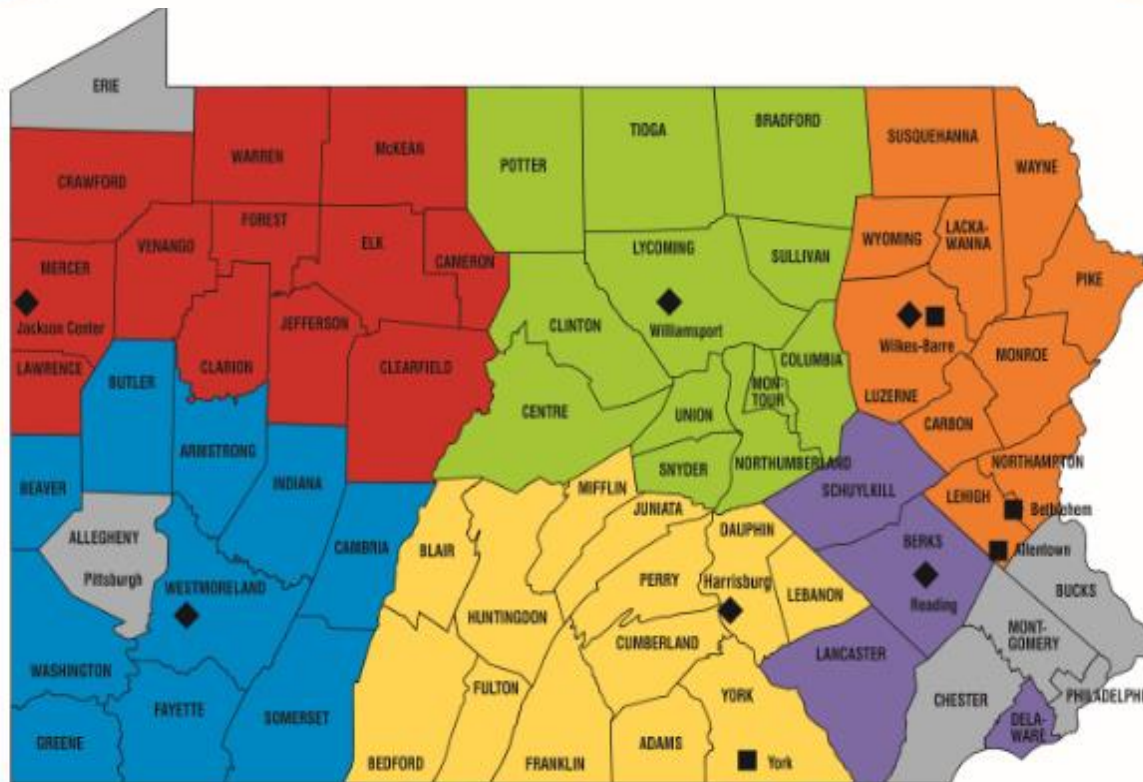 ERIE
WARREN
McKEAN
CRAWFORD
POTTER
TIOGA
BRADFORD
SUSQUEHANNA
WAYNE
FOREST
VENANGO
ELK
CAMERON
MERCER
Jackson Center
JEFFERSON
LAWRENCE
CLARION
CLEARFIELD
LYCOMING
SULLIVAN
WYOMING
LACKA-
WANNA
PIKE
CLINTON
Williamsport
COLUMBIA
Wilkes-Barre
MONROE
LUZERNE
BUTLER
CENTRE
UNION
MON-
TOUR
CARBON
ARMSTRONG
SNYDER
NORTHUMBERLAND
NORTHAMPTON
BEAVER
INDIANA
MIFFLIN
SCHUYLKILL
LEHIGH
Bethlehem
JUNIATA
ALLEGHENY
Pittsburgh
CAMBRIA
BLAIR
DAUPHIN
BERKS
Allentown
WESTMORELAND
PERRY
Harrisburg
LEBANON
Reading
BUCKS
HUNTINGDON
CUMBERLAND
MONT-
GOMERY
WASHINGTON
LANCASTER
FULTON
YORK
CHESTER
PHILADELPHI
FAYETTE
SOMERSET
DELA-
WARE
GREENE
BEDFORD
FRANKLIN
ADAMS
York